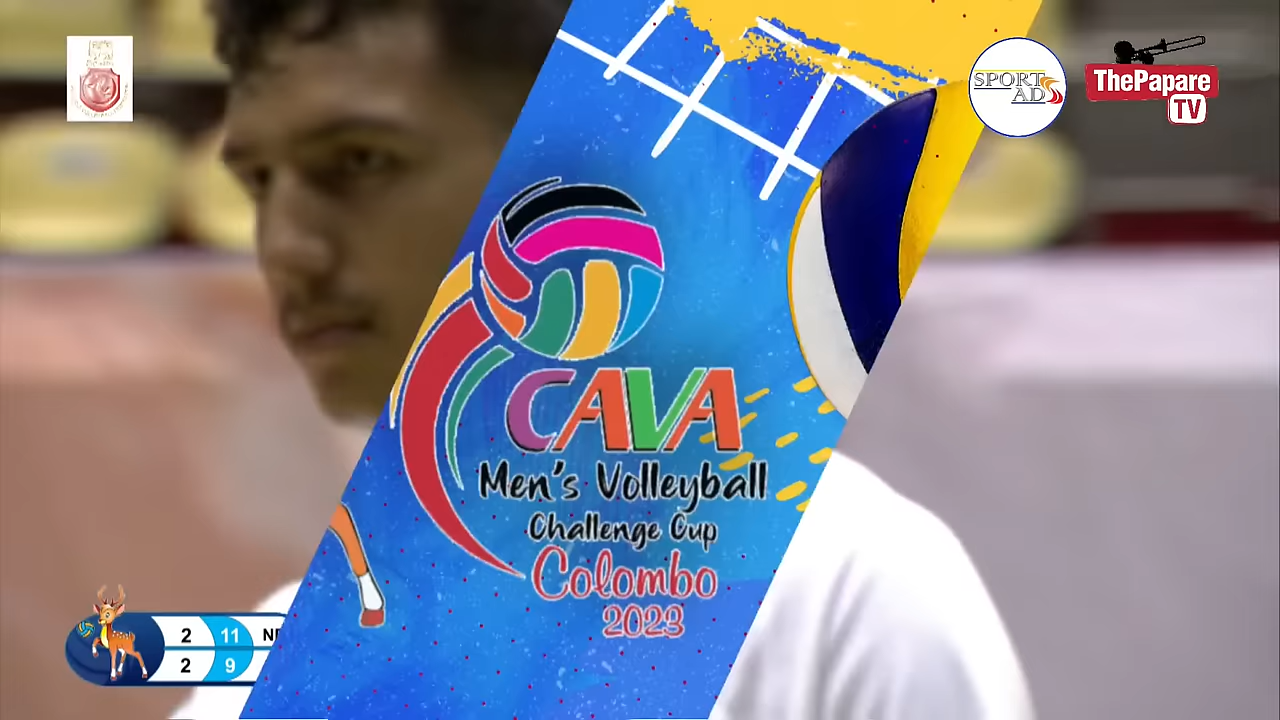 SPORT
ADS
ThePapare
TV
CAVA
Men's Volleyball
Challenge Cup
Colombo
2023
2 11
2 9